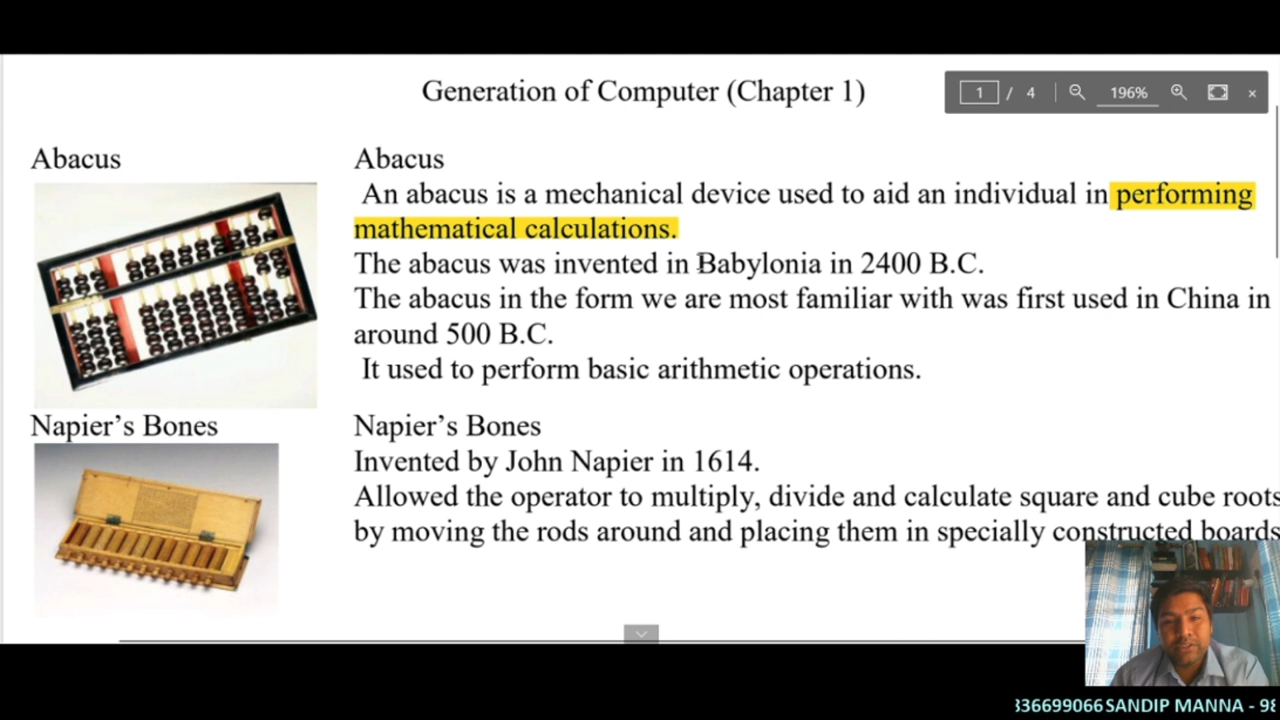 Generation of Computer (Chapter 1)
1 / 4 196% ×
Abacus
Abacus
An abacus is a mechanical device used to aid an individual in performing
mathematical calculations.
The abacus was invented in Babylonia in 2400 B.C.
The abacus in the form we are most familiar with was first used in China in
around 500 B.C.
It used to perform basic arithmetic operations.
Napier’s Bones
Napier’s Bones
Invented by John Napier in 1614.
Allowed the operator to multiply, divide and calculate square and cube roots
by moving the rods around and placing them in specially constructed boards
336699066 SANDIP MANNA - 98